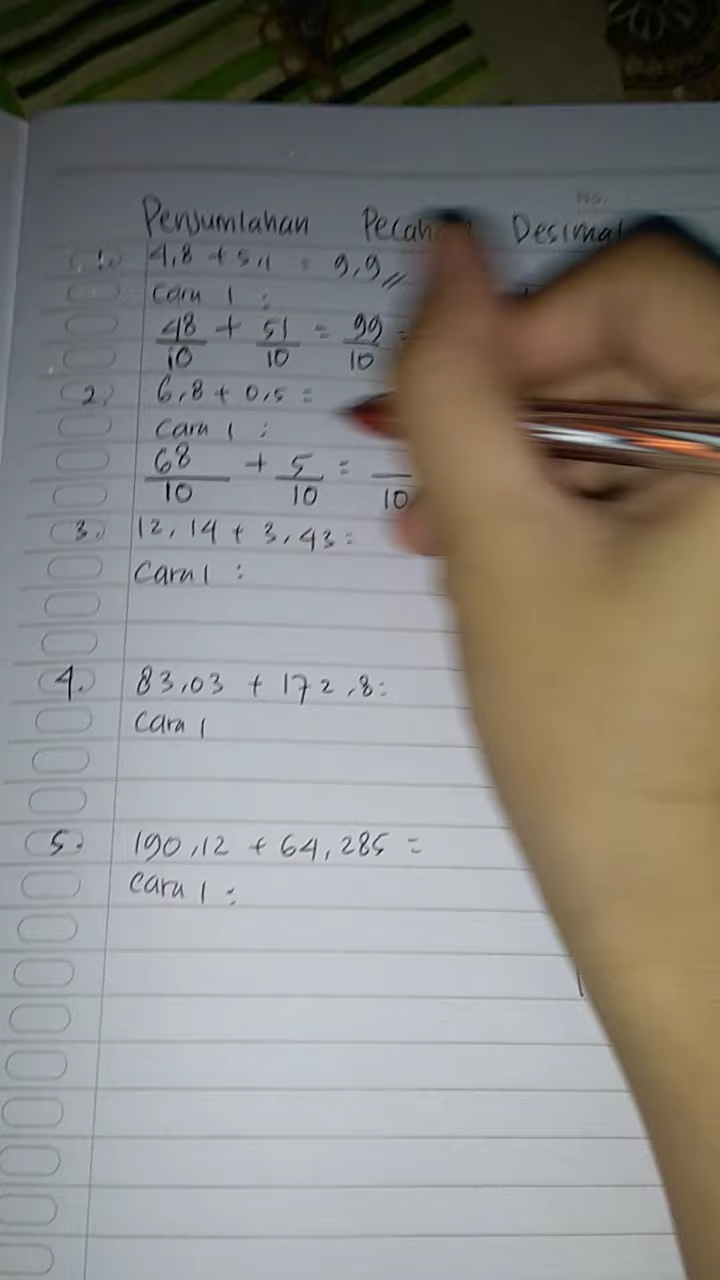 No.
Penjumlahan Pecahan Desimal
1. 4,8 + 5,1 = 9,9 //
Cara 1 :
48/10 + 51/10 = 99/10 =
2. 6,8 + 0,5 =
Cara 1 :
68/10 + 5/10 = /10
3. 12,14 + 3,43 =
Cara 1 :
4. 83,03 + 172,8 =
Cara 1
5. 190,12 + 64,285 =
Cara 1 :